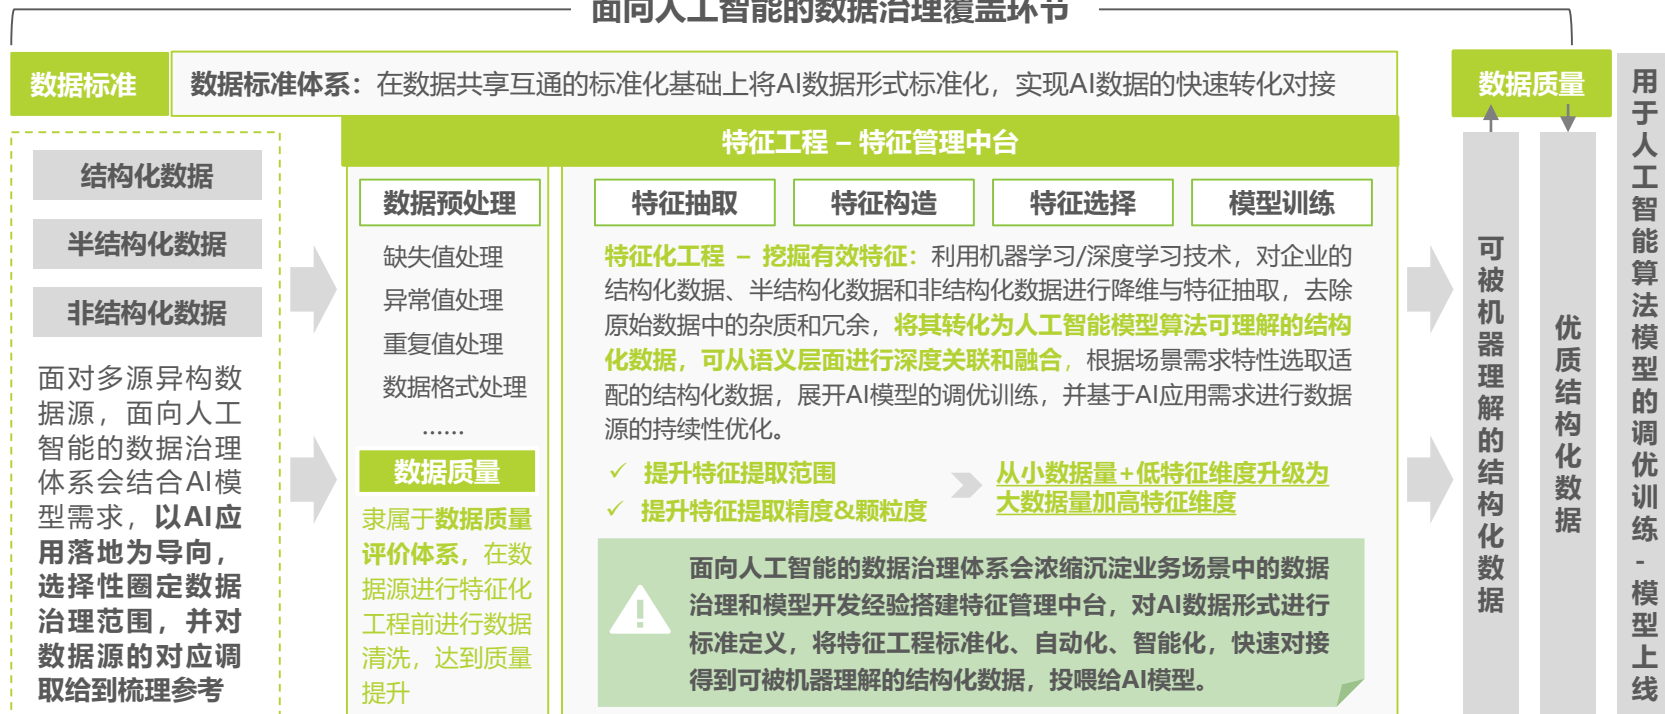 面向人工智能的数据治理覆盖环节
数据标准
数据标准体系：在数据共享互通的标准化基础上将AI数据形式标准化，实现AI数据的快速转化对接
结构化数据
半结构化数据
非结构化数据
面对多源异构数
据源，面向人工
智能的数据治理
体系会结合AI模
型需求，以AI应
用落地为导向，
选择性圈定数据
治理范围，并对
数据源的对应调
取给到梳理参考
特征工程 – 特征管理中台
数据预处理
缺失值处理
异常值处理
重复值处理
数据格式处理
……
数据质量
隶属于数据质量
评价体系，在数
据源进行特征化
工程前进行数据
清洗，达到质量
提升
特征抽取
特征构造
特征选择
模型训练
特征化工程 – 挖掘有效特征：利用机器学习/深度学习技术，对企业的
结构化数据、半结构化数据和非结构化数据进行降维与特征抽取，去除
原始数据中的杂质和冗余，将其转化为人工智能模型算法可理解的结构
化数据，可从语义层面进行深度关联和融合，根据场景需求特性选取适
配的结构化数据，展开AI模型的调优训练，并基于AI应用需求进行数据
源的持续性优化。
✓ 提升特征提取范围
✓ 提升特征提取精度&颗粒度
从小数据量+低特征维度升级为
大数据量加高特征维度
面向人工智能的数据治理体系会浓缩沉淀业务场景中的数据
治理和模型开发经验搭建特征管理中台，对AI数据形式进行
标准定义，将特征工程标准化、自动化、智能化，快速对接
得到可被机器理解的结构化数据，投喂给AI模型。
数据质量
可被机器理解的结构化数据
优质结构化数据
用于人工智能算法模型的调优训练-模型上线